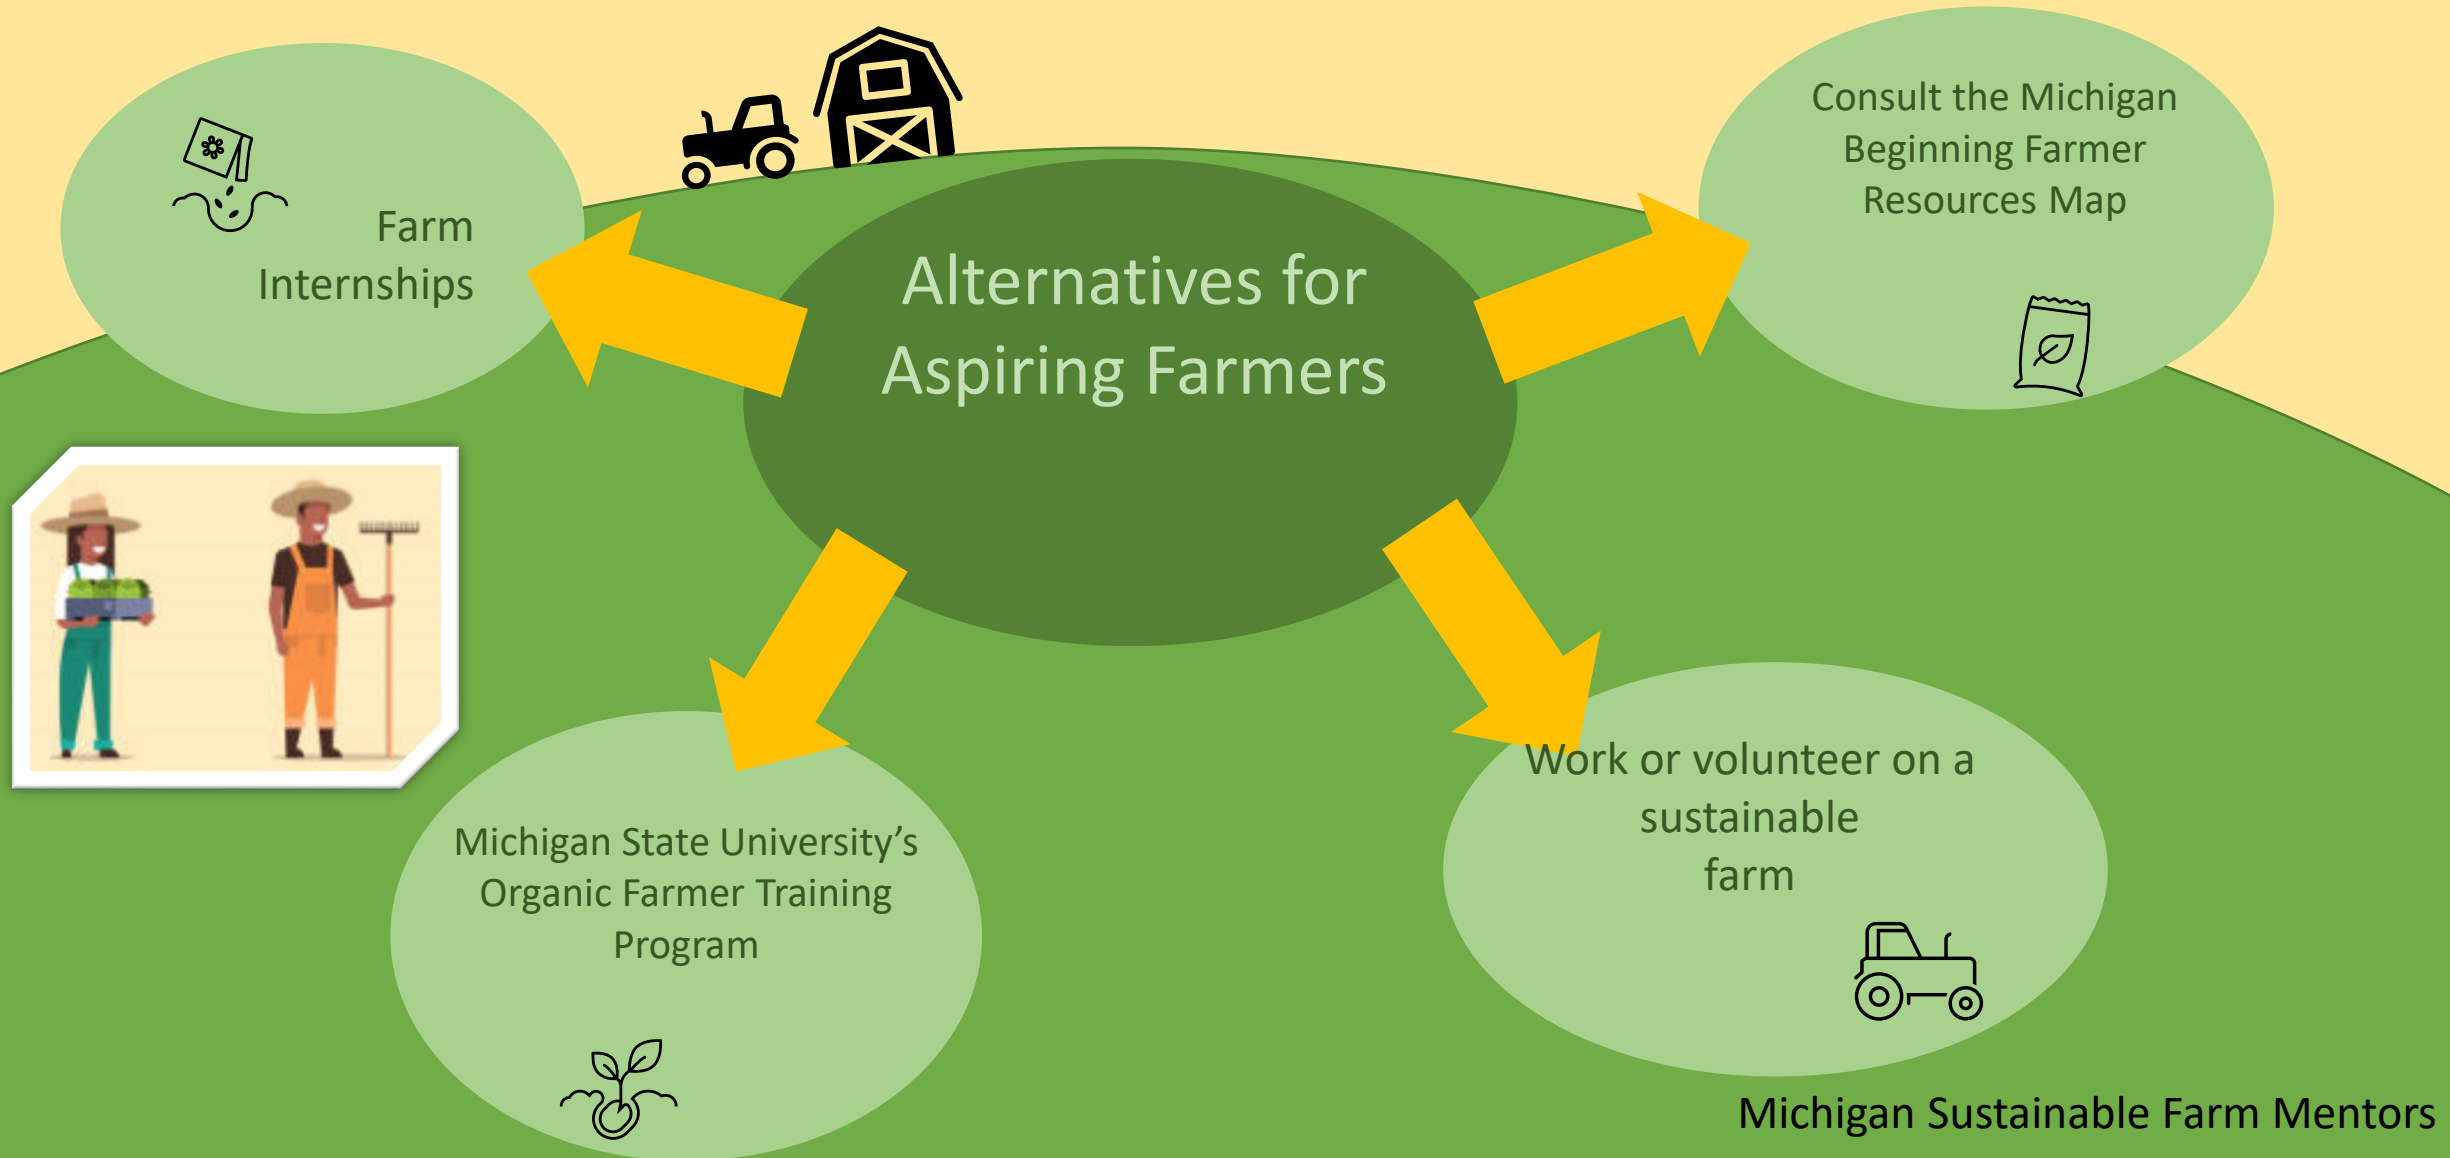 Alternatives for
Aspiring Farmers
Farm
Internships
Consult the Michigan
Beginning Farmer
Resources Map
Michigan State University’s
Organic Farmer Training
Program
Work or volunteer on a
sustainable
farm
Michigan Sustainable Farm Mentors